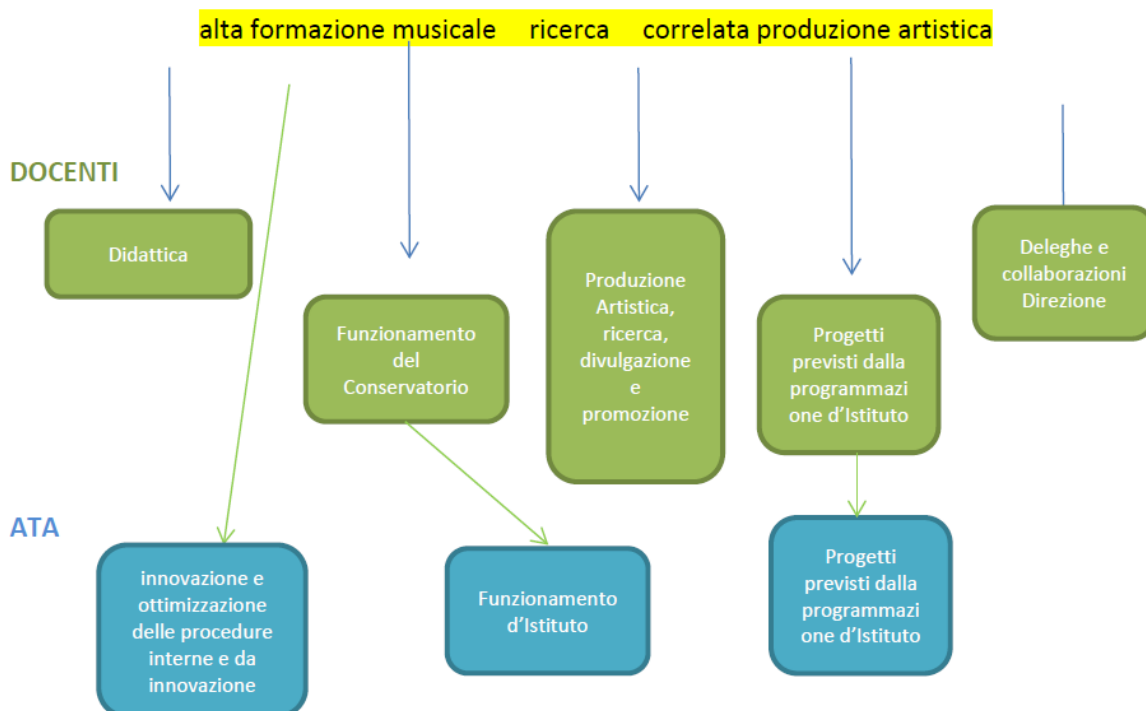 alta formazione musicale ricerca correlata produzione artistica
DOCENTI
Didattica
Funzionamento
del
Conservatorio
Produzione
Artistica,
ricerca,
divulgazione
e
promozione
Progetti
previsti dalla
programmazi
one d’Istituto
Deleghe e
collaborazioni
Direzione
ATA
innovazione e
ottimizzazione
delle procedure
interne e da
innovazione
Funzionamento
d’Istituto
Progetti
previsti dalla
programmazi
one d’Istituto